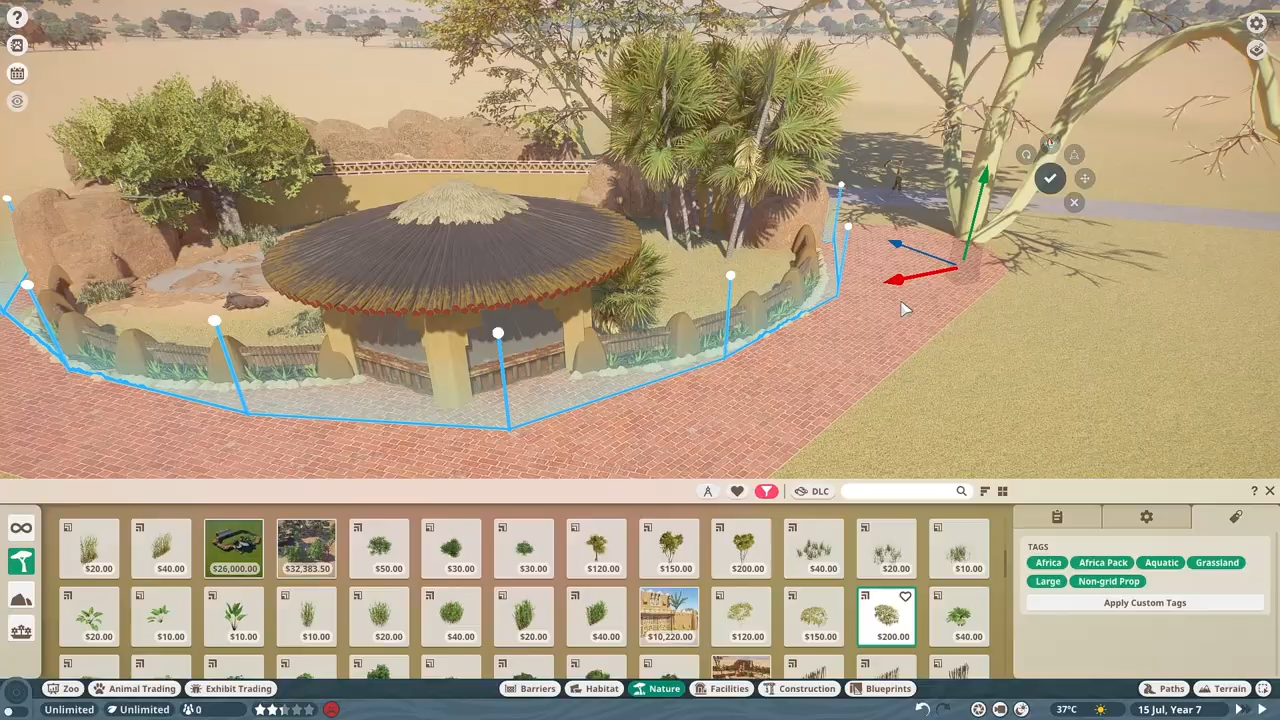 ?
DLC
?
$20.00
$40.00
$26,000.00
$32,383.50
$50.00
$30.00
$30.00
$120.00
$150.00
$200.00
$40.00
$20.00
$10.00
TAGS
Africa
Africa Pack
Aquatic
Grassland
Large
Non-grid Prop
Apply Custom Tags
$20.00
$10.00
$10.00
$10.00
$20.00
$40.00
$20.00
$40.00
$10,220.00
$120.00
$150.00
$200.00
$40.00
Zoo
Animal Trading
Exhibit Trading
Barriers
Habitat
Nature
Facilities
Construction
Blueprints
Paths
Terrain
Unlimited
Unlimited
0
37°C
15 Jul, Year 7